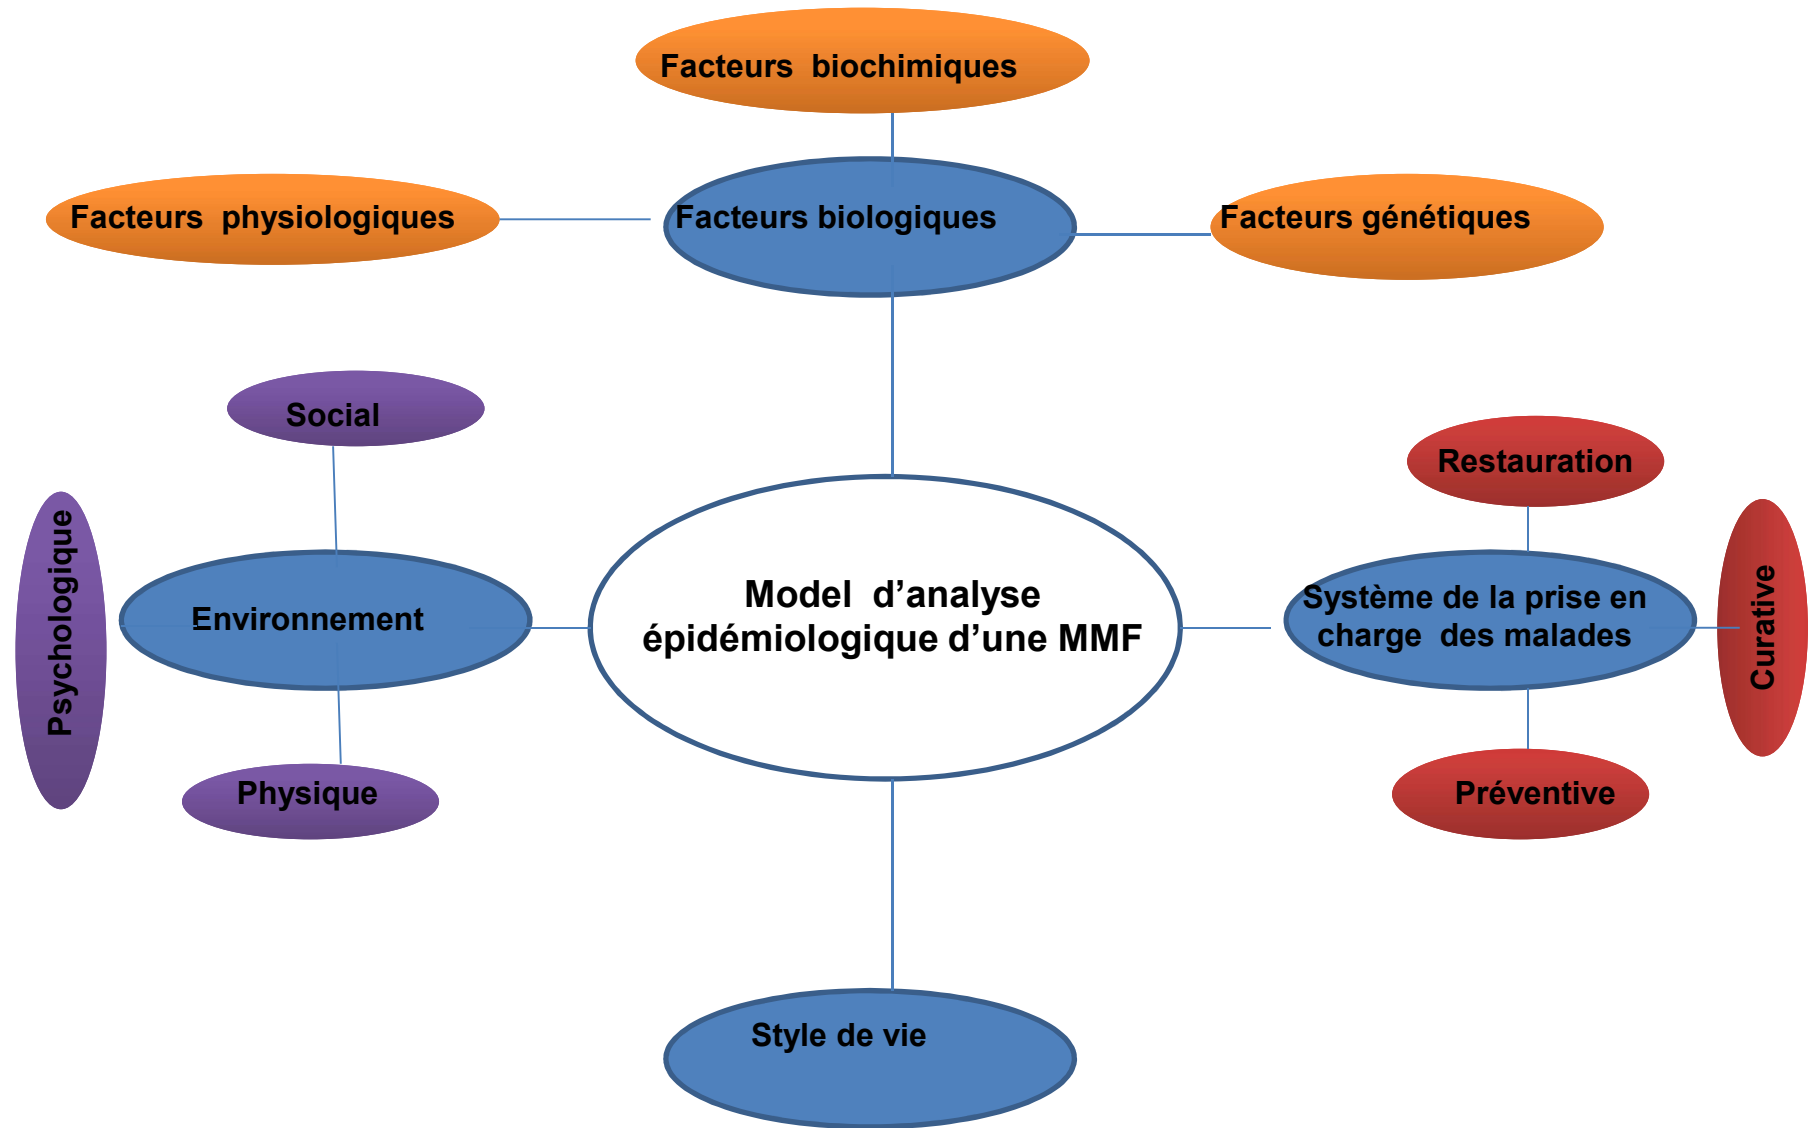 Facteurs biochimiques
Facteurs physiologiques
Facteurs biologiques
Facteurs génétiques
Social
Restauration
Psychologique
Environnement
Model d’analyse
épidémiologique d’une MMF
Système de la prise en
charge des malades
Curative
Physique
Préventive
Style de vie